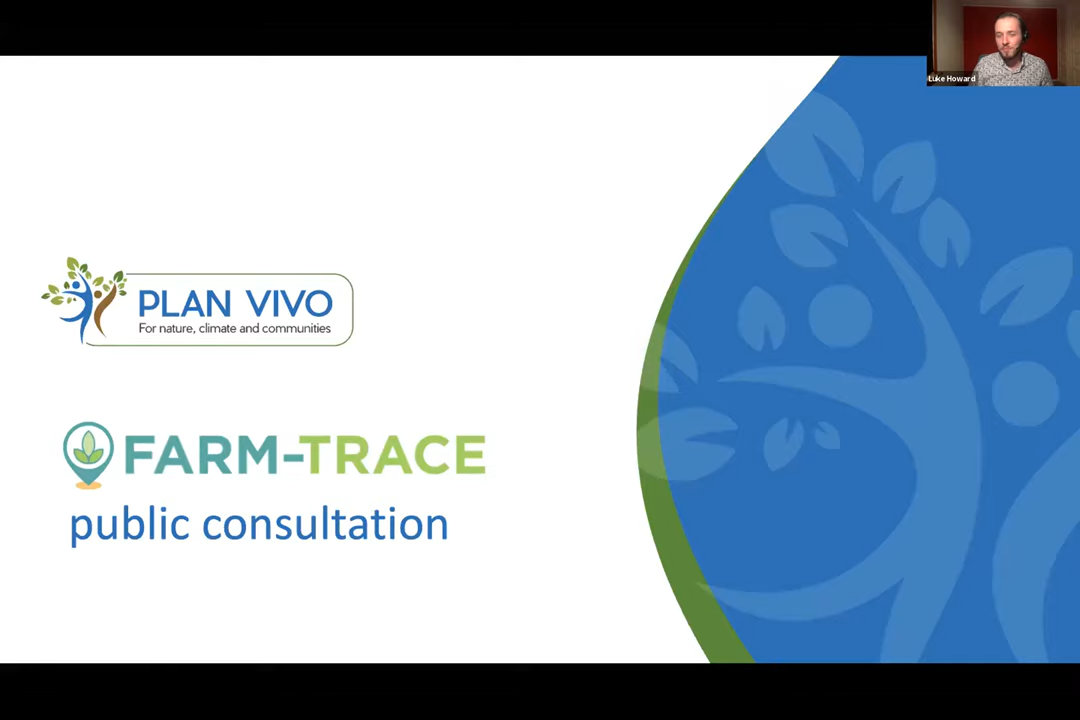 Luke Howard
PLAN VIVO
For nature, climate and communities
FARM-TRACE
public consultation